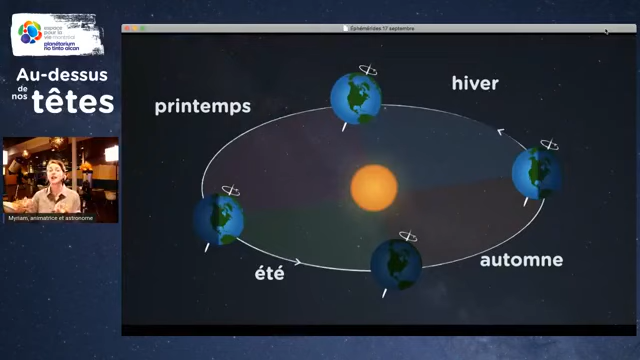 espace
pour la
vie montréal
planétarium
rio tinto alcan
Au-dessus
de nos têtes
Myriam, animatrice et astronome
Éphémérides 17 septembre
printemps
hiver
été
automne